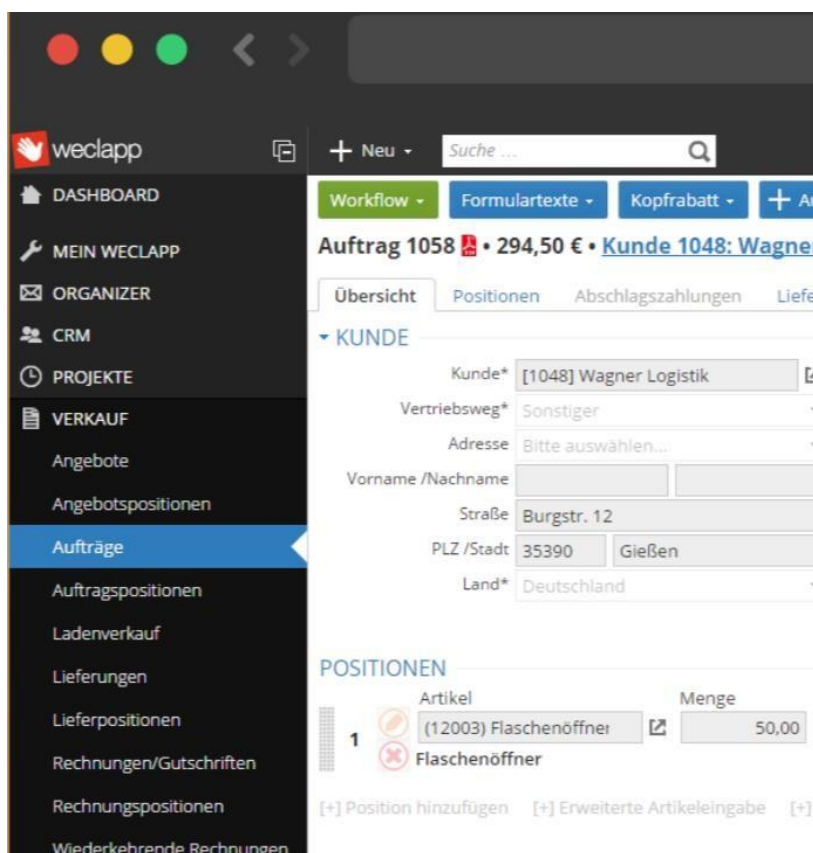 weclapp
Neu
Suche ...
DASHBOARD
MEIN WECLAPP
ORGANIZER
CRM
PROJEKTE
VERKAUF
Angebote
Angebotspositionen
Aufträge
Auftragspositionen
Ladenverkauf
Lieferungen
Lieferpositionen
Rechnungen/Gutschriften
Rechnungspositionen
Wiederkehrende Rechnungen
Workflow Formulartexte Kopfrabatt
Auftrag 1058 • 294,50 € • Kunde 1048: Wagner
Übersicht Positionen Abschlagszahlungen Liefe
KUNDE
Kunde* [1048] Wagner Logistik
Vertriebsweg* Sonstiger
Adresse Bitte auswählen...
Vorname /Nachname
Straße Burgstr. 12
PLZ /Stadt 35390 Gießen
Land* Deutschland
POSITIONEN
Artikel Menge
1 (12003) Flaschenöffner 50,00
Flaschenöffner
[+] Position hinzufügen [+] Erweiterte Artikeleingabe [+]